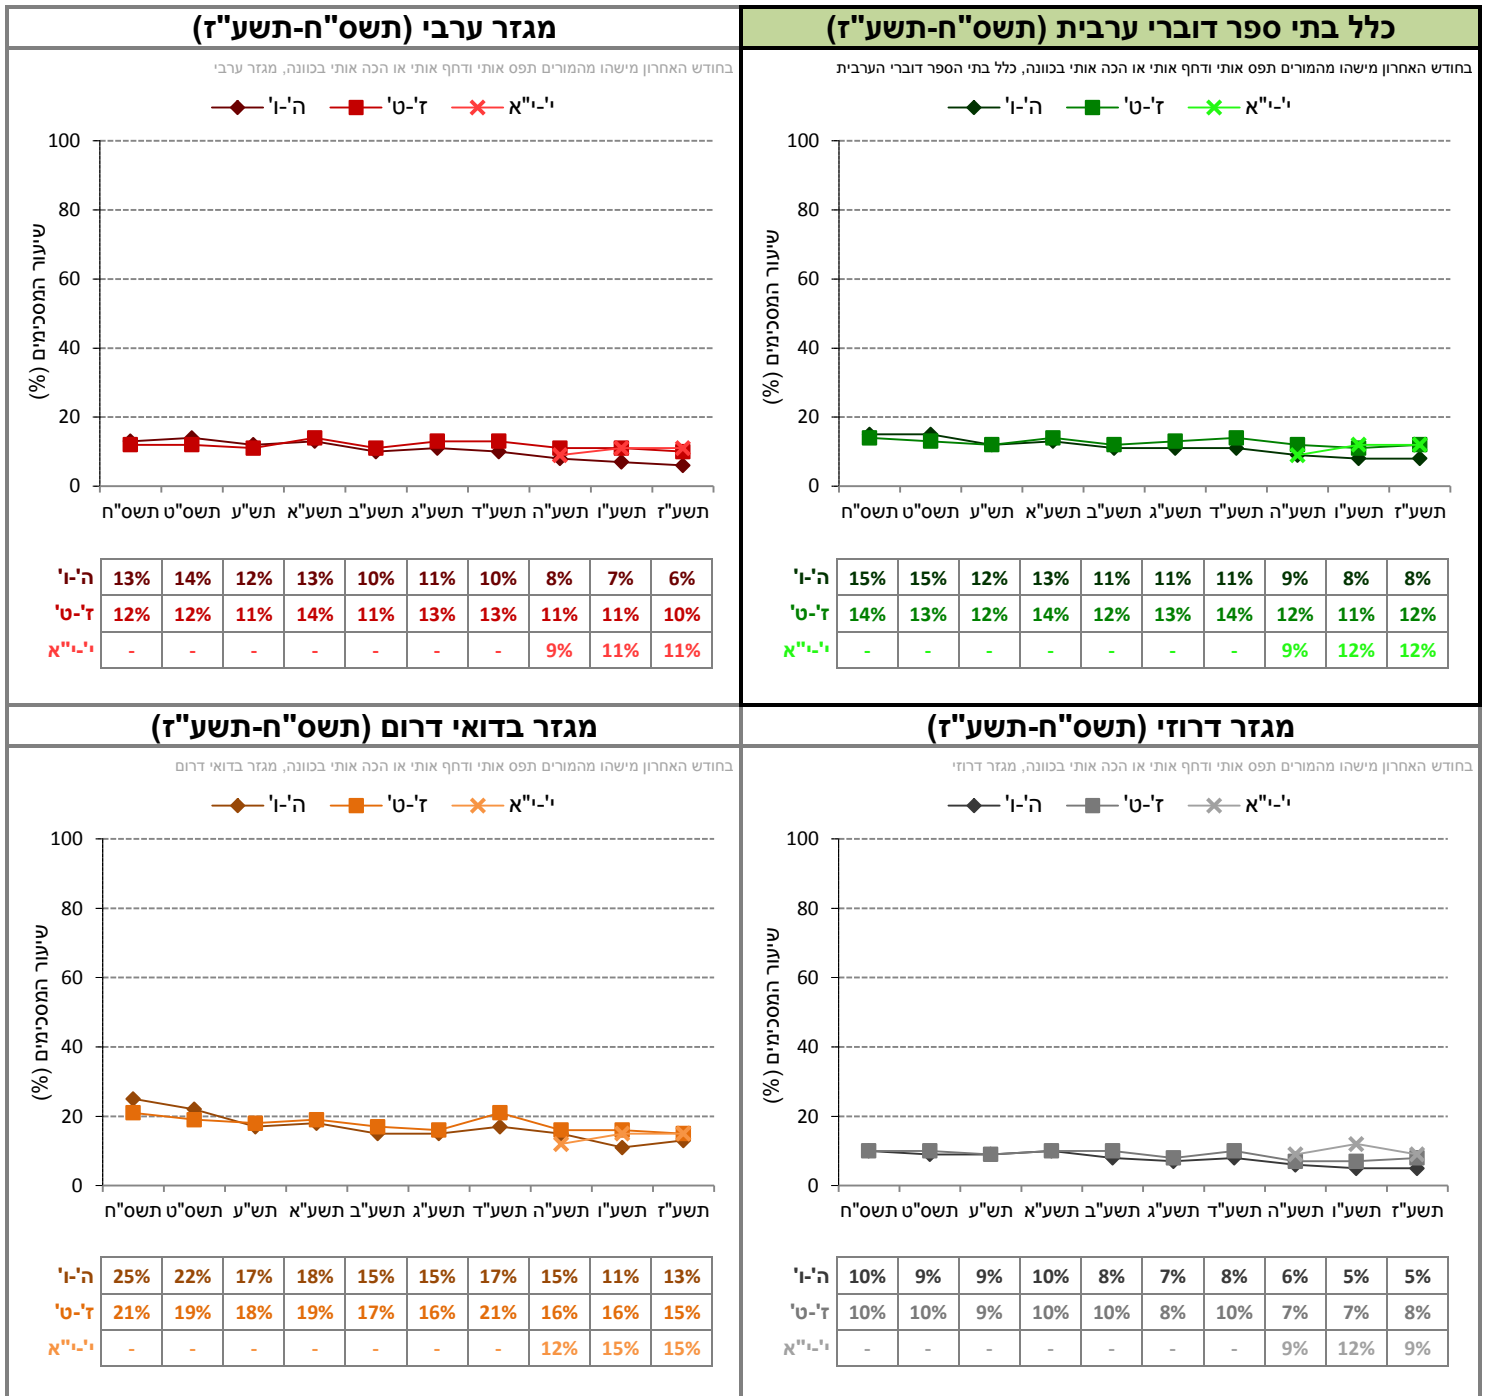 כלל בתי ספר דוברי ערבית (תשס"ח-תשע"ז)
בחודש האחרון מישהו מהמורים תפס אותי ודחף אותי או הכה אותי בכוונה, כלל בתי הספר דוברי הערבית
ה'-ו' ז'-ט' י'-י"א
שיעור המסכימים (%)
100
80
60
40
20
0
תשס"ח תשס"ט תש"ע תשע"א תשע"ב תשע"ג תשע"ד תשע"ה תשע"ו תשע"ז
ה'-ו' 15% 15% 12% 13% 11% 11% 11% 9% 8% 8%
ז'-ט' 14% 13% 12% 14% 12% 13% 14% 12% 11% 12%
י'-י"א - - - - - - - 9% 12% 12%
מגזר ערבי (תשס"ח-תשע"ז)
בחודש האחרון מישהו מהמורים תפס אותי ודחף אותי או הכה אותי בכוונה, מגזר ערבי
ה'-ו' ז'-ט' י'-י"א
שיעור המסכימים (%)
100
80
60
40
20
0
תשס"ח תשס"ט תש"ע תשע"א תשע"ב תשע"ג תשע"ד תשע"ה תשע"ו תשע"ז
ה'-ו' 13% 14% 12% 13% 10% 11% 10% 8% 7% 6%
ז'-ט' 12% 12% 11% 14% 11% 13% 13% 11% 11% 10%
י'-י"א - - - - - - - 9% 11% 11%
מגזר דרוזי (תשס"ח-תשע"ז)
בחודש האחרון מישהו מהמורים תפס אותי ודחף אותי או הכה אותי בכוונה, מגזר דרוזי
ה'-ו' ז'-ט' י'-י"א
שיעור המסכימים (%)
100
80
60
40
20
0
תשס"ח תשס"ט תש"ע תשע"א תשע"ב תשע"ג תשע"ד תשע"ה תשע"ו תשע"ז
ה'-ו' 10% 9% 9% 10% 8% 7% 8% 6% 5% 5%
ז'-ט' 10% 10% 9% 10% 10% 8% 10% 7% 7% 8%
י'-י"א - - - - - - - 9% 12% 9%
מגזר בדואי דרום (תשס"ח-תשע"ז)
בחודש האחרון מישהו מהמורים תפס אותי ודחף אותי או הכה אותי בכוונה, מגזר בדואי דרום
ה'-ו' ז'-ט' י'-י"א
שיעור המסכימים (%)
100
80
60
40
20
0
תשס"ח תשס"ט תש"ע תשע"א תשע"ב תשע"ג תשע"ד תשע"ה תשע"ו תשע"ז
ה'-ו' 25% 22% 17% 18% 15% 15% 17% 15% 11% 13%
ז'-ט' 21% 19% 18% 19% 17% 16% 21% 16% 16% 15%
י'-י"א - - - - - - - 12% 15% 15%